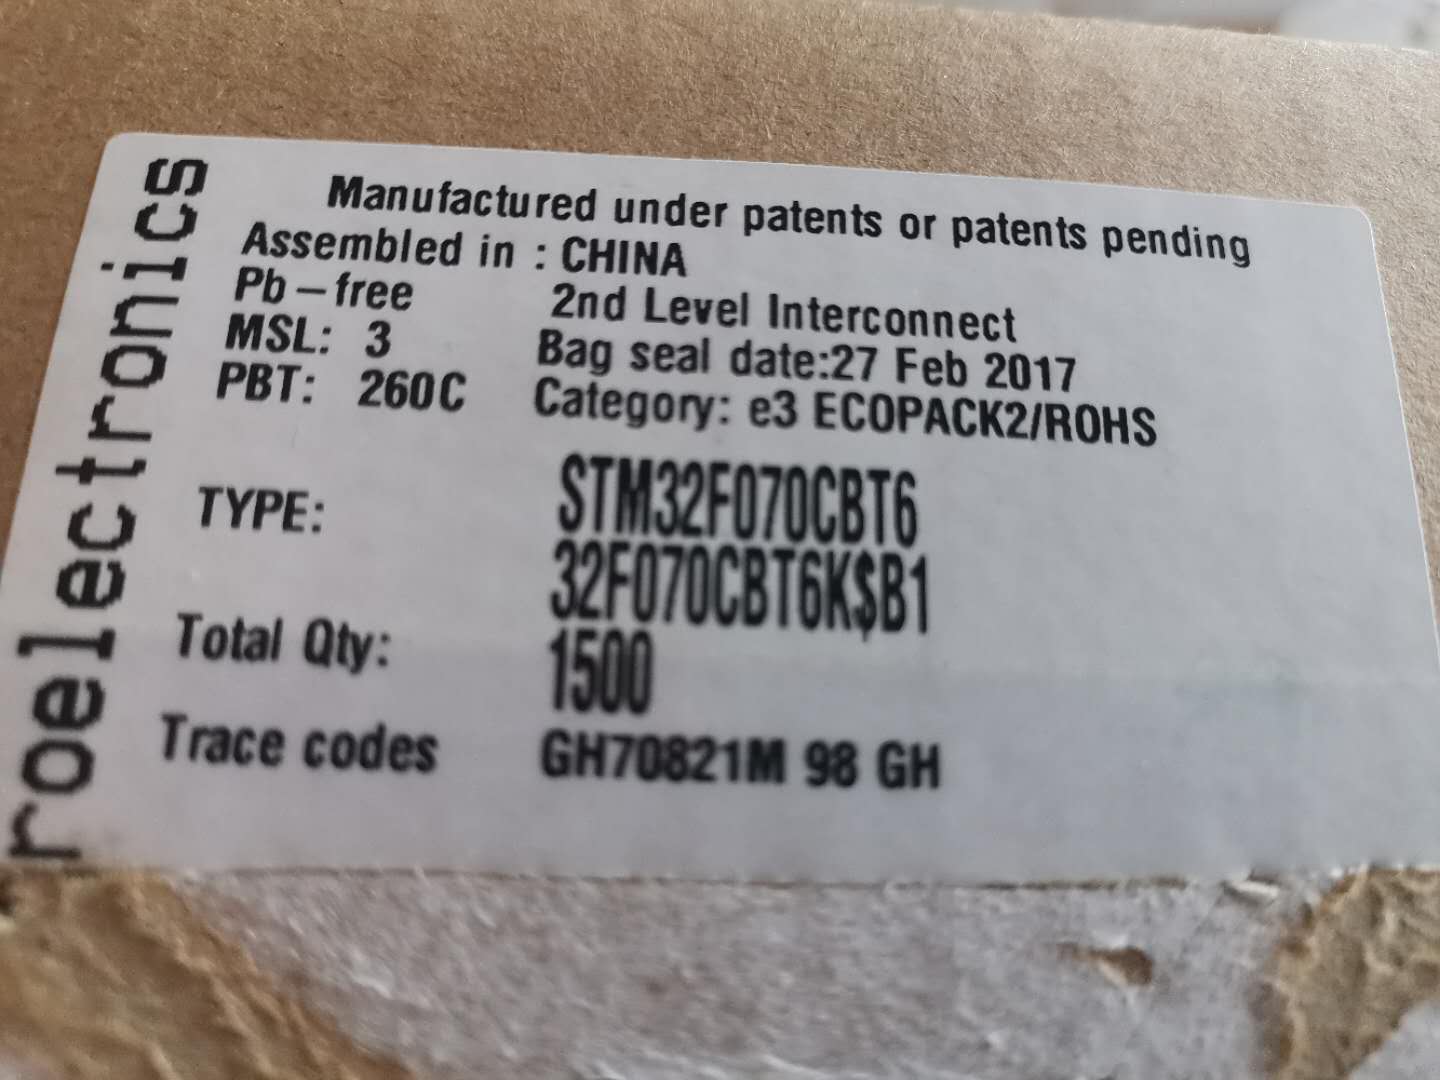 roelectronics
Manufactured under patents or patents pending
Assembled in : CHINA
Pb-free 2nd Level Interconnect
MSL: 3 Bag seal date:27 Feb 2017
PBT: 260C Category: e3 ECOPACK2/ROHS
TYPE: STM32F070CBT6
32F070CBT6K$B1
Total Qty: 1500
Trace codes GH70821M 98 GH